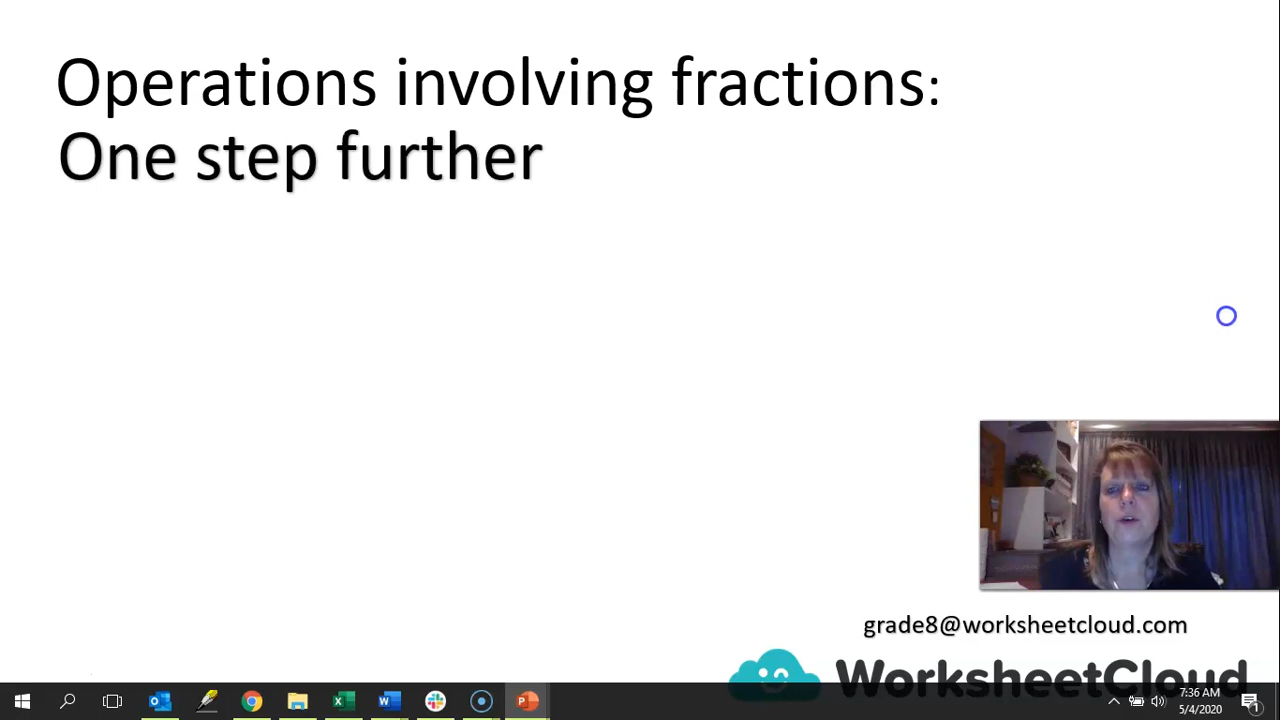 Operations involving fractions:
One step further
grade8@worksheetcloud.com
WorksheetCloud
7:36 AM
5/4/2020